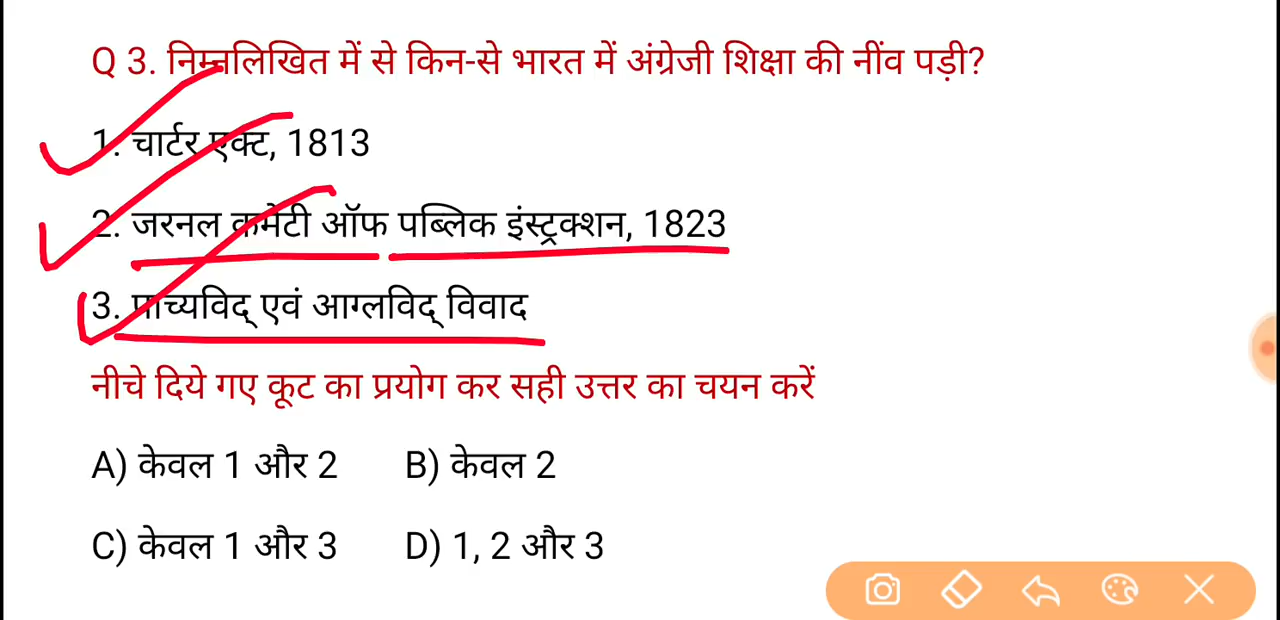 Q 3. निम्नलिखित में से किन-से भारत में अंग्रेजी शिक्षा की नींव पड़ी?
1. चार्टर एक्ट, 1813
2. जरनल कमेटी ऑफ पब्लिक इंस्ट्रक्शन, 1823
3. प्राच्यविद् एवं आग्लविद् विवाद
नीचे दिये गए कूट का प्रयोग कर सही उत्तर का चयन करें
A) केवल 1 और 2 B) केवल 2
C) केवल 1 और 3 D) 1, 2 और 3